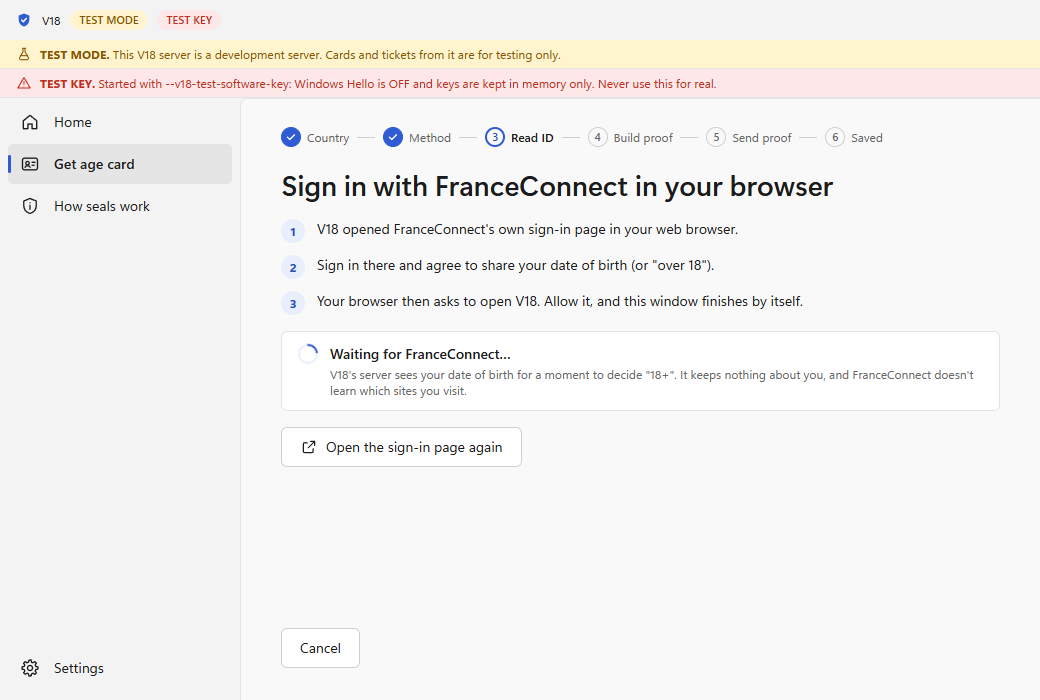 V18 TEST MODE TEST KEY
TEST MODE. This V18 server is a development server. Cards and tickets from it are for testing only.
TEST KEY. Started with --v18-test-software-key: Windows Hello is OFF and keys are kept in memory only. Never use this for real.
Home
Get age card
How seals work
Settings
Country Method 3 Read ID 4 Build proof 5 Send proof 6 Saved
Sign in with FranceConnect in your browser
1 V18 opened FranceConnect's own sign-in page in your web browser.
2 Sign in there and agree to share your date of birth (or "over 18").
3 Your browser then asks to open V18. Allow it, and this window finishes by itself.
Waiting for FranceConnect...
V18's server sees your date of birth for a moment to decide "18+". It keeps nothing about you, and FranceConnect doesn't
learn which sites you visit.
Open the sign-in page again
Cancel